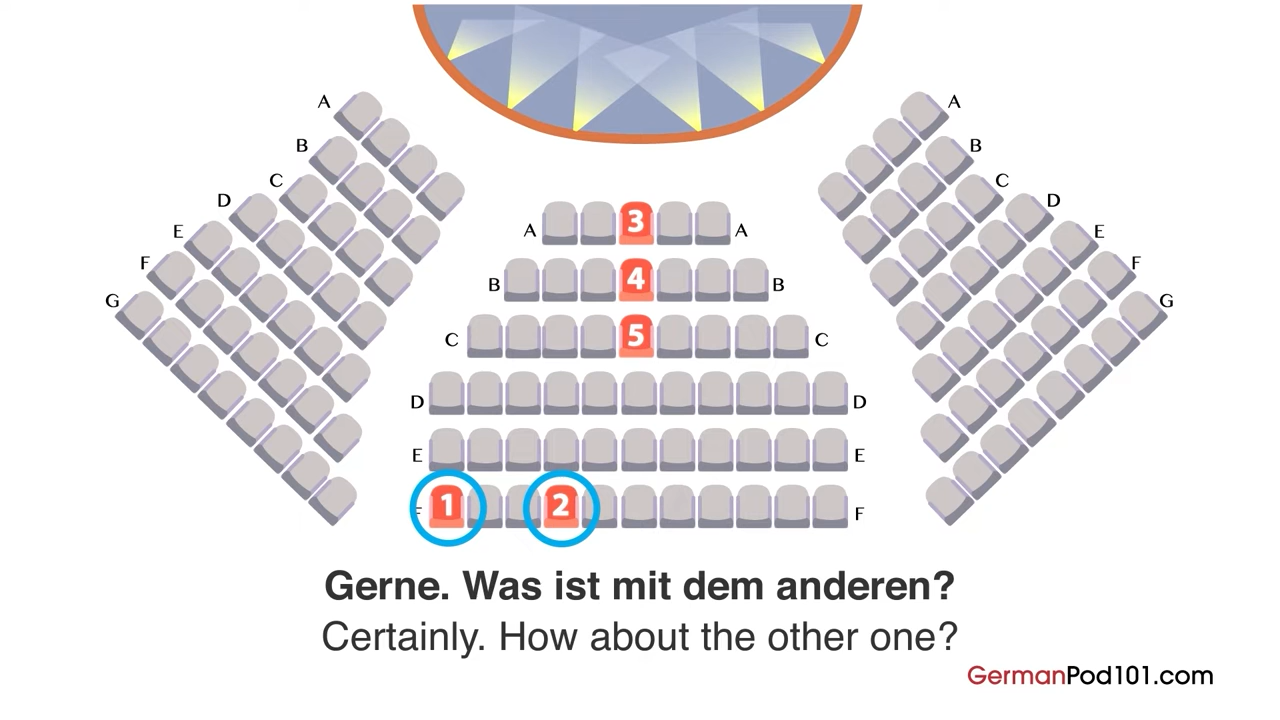 A
B
C
D
E
F
G
A
B
C
D
E
F
G
A 3 A
B 4 B
C 5 C
D D
E E
F 1 2 F
Gerne. Was ist mit dem anderen?
Certainly. How about the other one?
GermanPod101.com